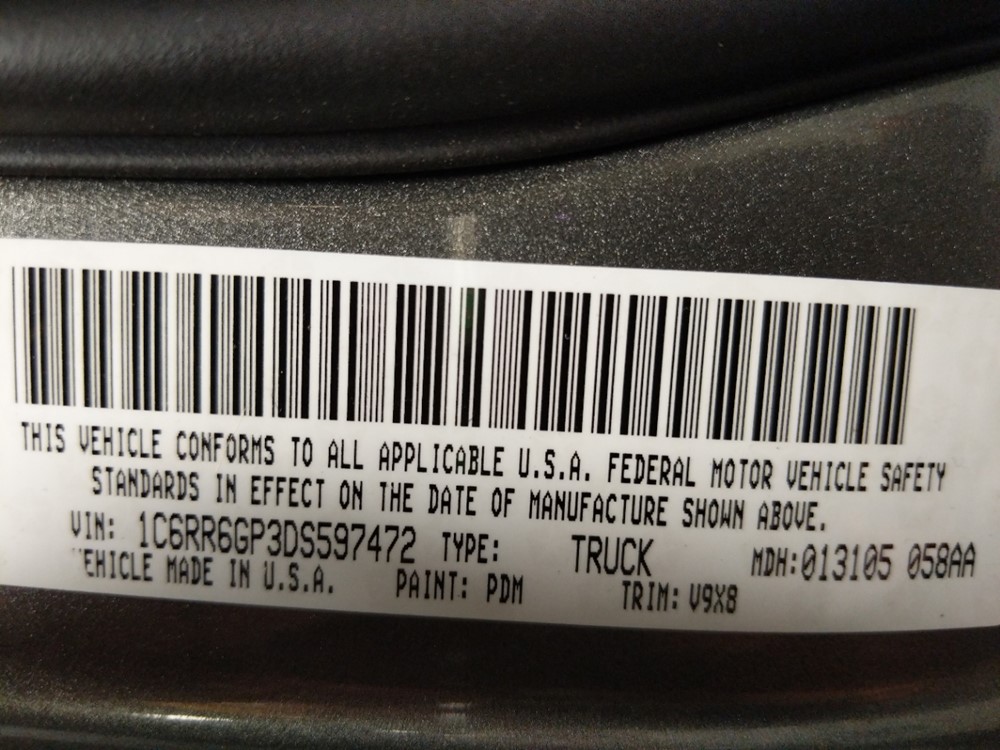 THIS VEHICLE CONFORMS TO ALL APPLICABLE U.S.A. FEDERAL MOTOR VEHICLE SAFETY
STANDARDS IN EFFECT ON THE DATE OF MANUFACTURE SHOWN ABOVE.
VIN: 1C6RR6GP3DS597472 TYPE: TRUCK MDH:013105 058AA
VEHICLE MADE IN U.S.A. PAINT: PDM TRIM: V9X8